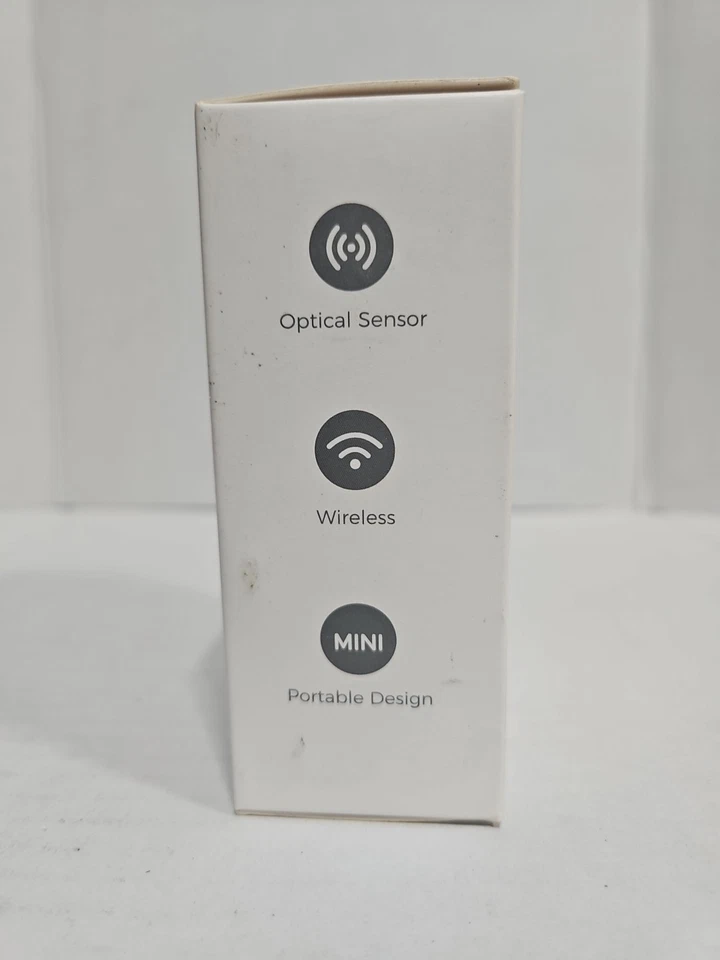 Optical Sensor
Wireless
MINI
Portable Design